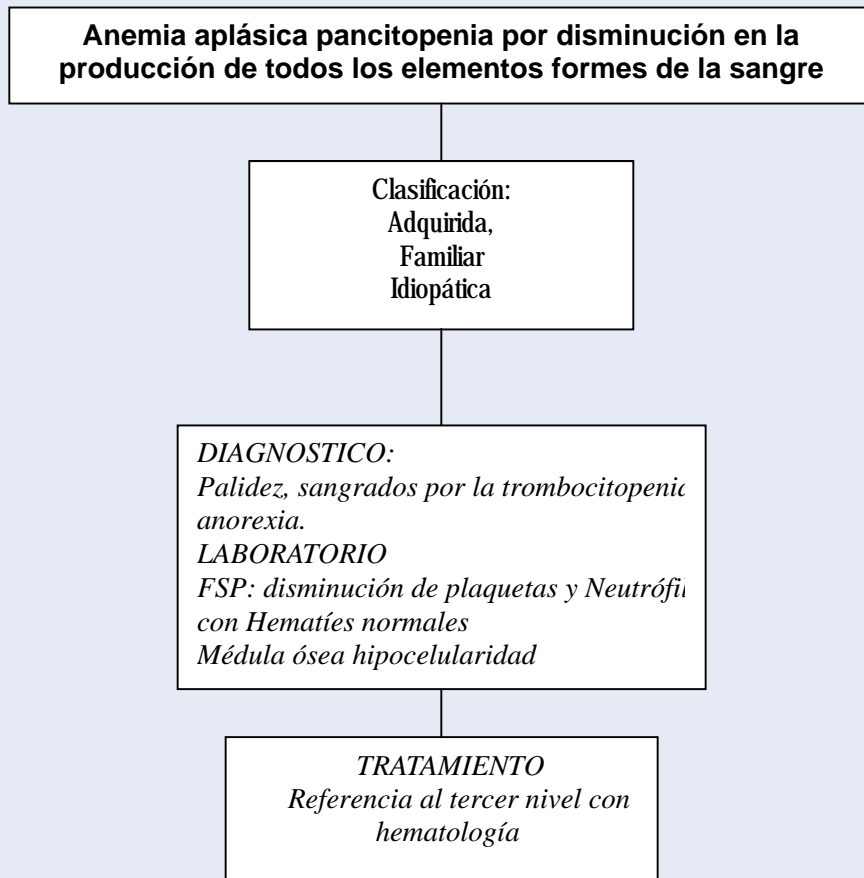 Anemia aplásica pancitopenia por disminución en la
producción de todos los elementos formes de la sangre
Clasificación:
Adquirida,
Familiar
Idiopática
DIAGNOSTICO:
Palidez, sangrados por la trombocitopenia
anorexia.
LABORATORIO
FSP: disminución de plaquetas y
con Hematíes normales
Médula ósea hipocelularidad
TRATAMIENTO
Referencia al tercer nivel con
hematología